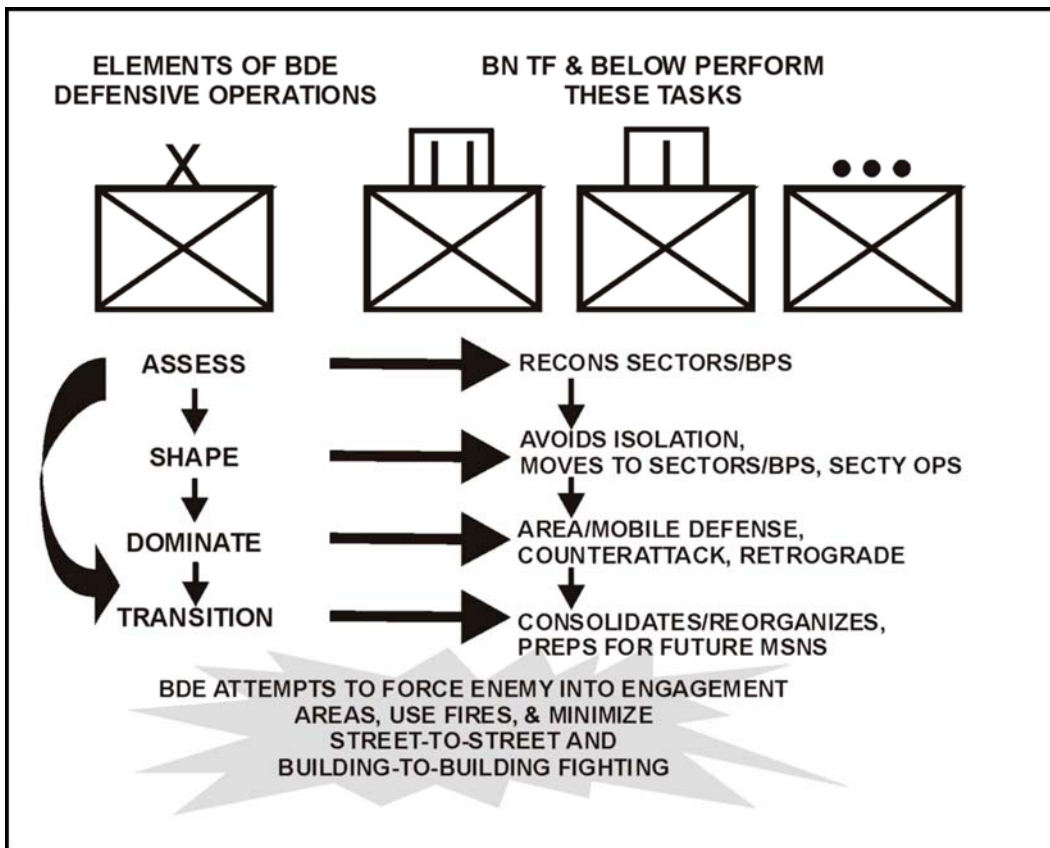 ELEMENTS OF BDE
DEFENSIVE OPERATIONS
BN TF & BELOW PERFORM
THESE TASKS
X
ASSESS
RECONS SECTORS/BPS
SHAPE
AVOIDS ISOLATION,
MOVES TO SECTORS/BPS, SECTY OPS
DOMINATE
AREA/MOBILE DEFENSE,
COUNTERATTACK, RETROGRADE
TRANSITION
CONSOLIDATES/REORGANIZES,
PREPS FOR FUTURE MSNS
BDE ATTEMPTS TO FORCE ENEMY INTO ENGAGEMENT
AREAS, USE FIRES, & MINIMIZE
STREET-TO-STREET AND
BUILDING-TO-BUILDING FIGHTING